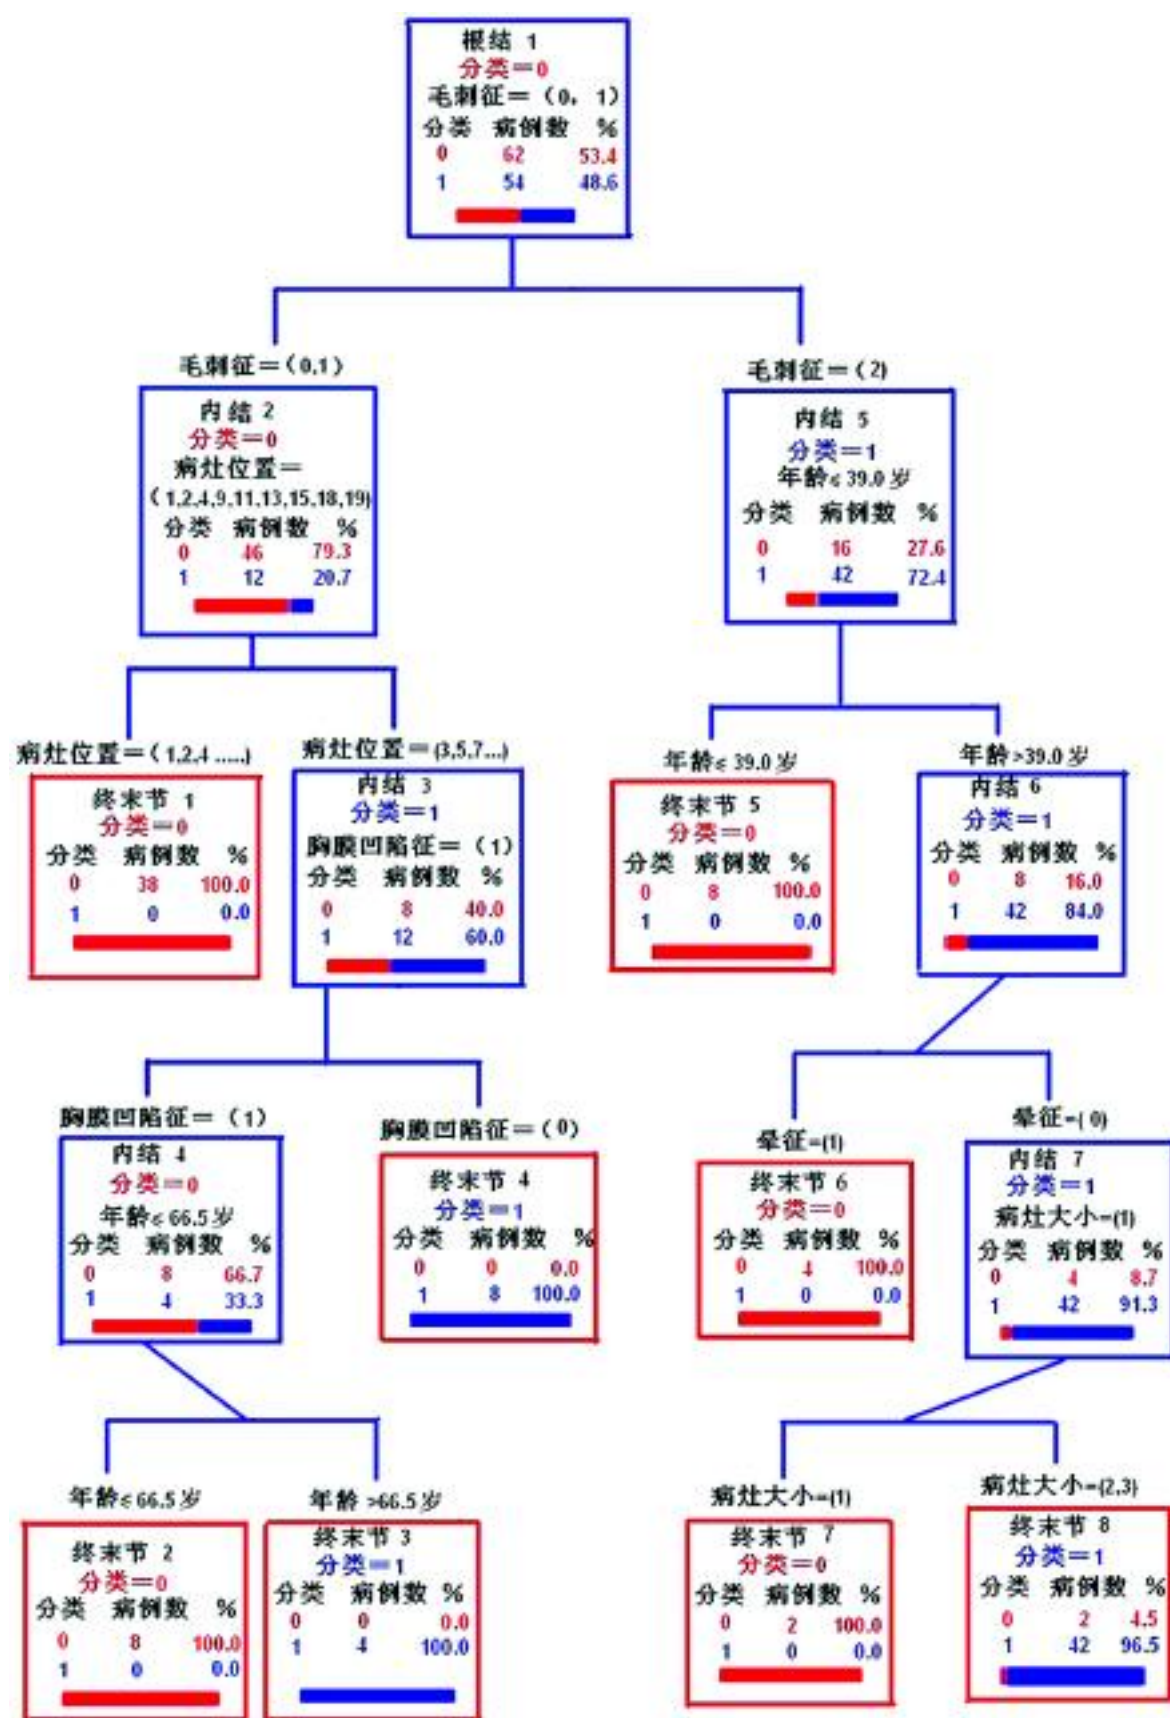 根结 1
分类=0
毛刺征=(0, 1)
分类 病例数 %
0 62 53.4
1 54 48.6
毛刺征=(0,1)
内结 2
分类=0
病灶位置=
(1,2,4,9,11,13,15,18,19)
分类 病例数 %
0 46 79.3
1 12 20.7
毛刺征=(2)
内结 5
分类=1
年龄≤39.0岁
分类 病例数 %
0 16 27.6
1 42 72.4
病灶位置=(1,2,4 .....)
终末节 1
分类=0
分类 病例数 %
0 38 100.0
1 0 0.0
病灶位置=(3,5,7...)
内结 3
分类=1
胸膜凹陷征=(1)
分类 病例数 %
0 8 40.0
1 12 60.0
年龄≤39.0岁
终末节 5
分类=0
分类 病例数 %
0 8 100.0
1 0 0.0
年龄>39.0岁
内结 6
分类=1
分类 病例数 %
0 8 16.0
1 42 84.0
胸膜凹陷征=(1)
内结 4
分类=0
年龄≤66.5岁
分类 病例数 %
0 8 66.7
1 4 33.3
胸膜凹陷征=(0)
终末节 4
分类=1
分类 病例数 %
0 0 0.0
1 8 100.0
晕征=(1)
终末节 6
分类=0
分类 病例数 %
0 4 100.0
1 0 0.0
晕征=(0)
内结 7
分类=1
病灶大小=(1)
分类 病例数 %
0 4 8.7
1 42 91.3
年龄≤66.5岁
终末节 2
分类=0
分类 病例数 %
0 8 100.0
1 0 0.0
年龄 >66.5岁
终末节 3
分类=1
分类 病例数 %
0 0 0.0
1 4 100.0
病灶大小=(1)
终末节 7
分类=0
分类 病例数 %
0 2 100.0
1 0 0.0
病灶大小=(2,3)
终末节 8
分类=1
分类 病例数 %
0 2 4.5
1 42 96.5